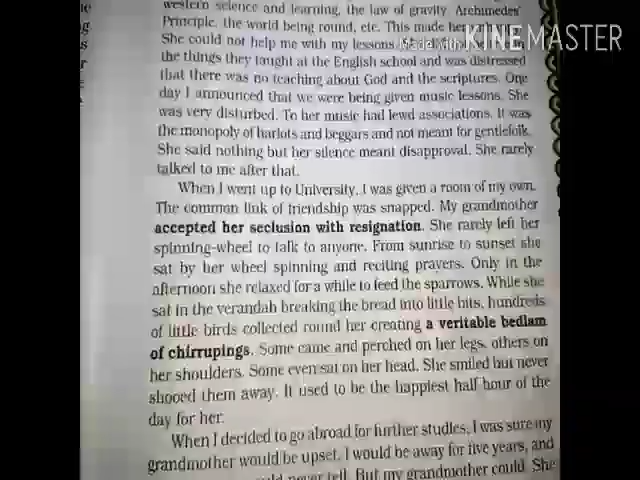 western science and learning, the law of gravity, Archimedes'
Principle, the world being round, etc. This made her
She could not help me with my lessons.
the things they taught at the English school and was distressed
that there was no teaching about God and the scriptures. One
day I announced that we were being given music lessons. She
was very disturbed. To her music had lewd associations. It was
the monopoly of harlots and beggars and not meant for gentlefolk.
She said nothing but her silence meant disapproval. She rarely
talked to me after that.
When I went up to University, I was given a room of my own.
The common link of friendship was snapped. My grandmother
accepted her seclusion with resignation. She rarely left her
spinning-wheel to talk to anyone. From sunrise to sunset she
sat by her wheel spinning and reciting prayers. Only in the
afternoon she relaxed for a while to feed the sparrows. While she
sat in the verandah breaking the bread into little bits, hundreds
of little birds collected round her creating a veritable bedlam
of chirrupings. Some came and perched on her legs, others on
her shoulders. Some even sat on her head. She smiled but never
shooed them away. It used to be the happiest half hour of the
day for her.
When I decided to go abroad for further studies, I was sure my
grandmother would be upset. I would be away for five years, and
never tell. But my grandmother could. She
Made with KINEMASTER